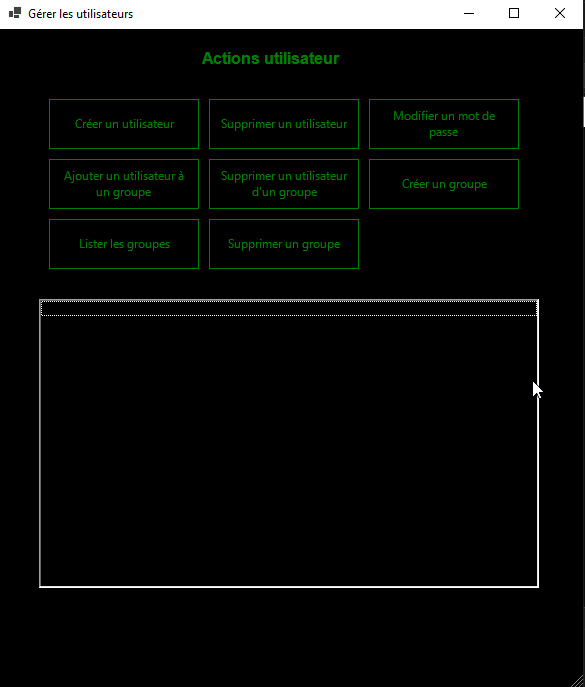 Gérer les utilisateurs
Actions utilisateur
Créer un utilisateur
Supprimer un utilisateur
Modifier un mot de
passe
Ajouter un utilisateur à
un groupe
Supprimer un utilisateur
d'un groupe
Créer un groupe
Lister les groupes
Supprimer un groupe